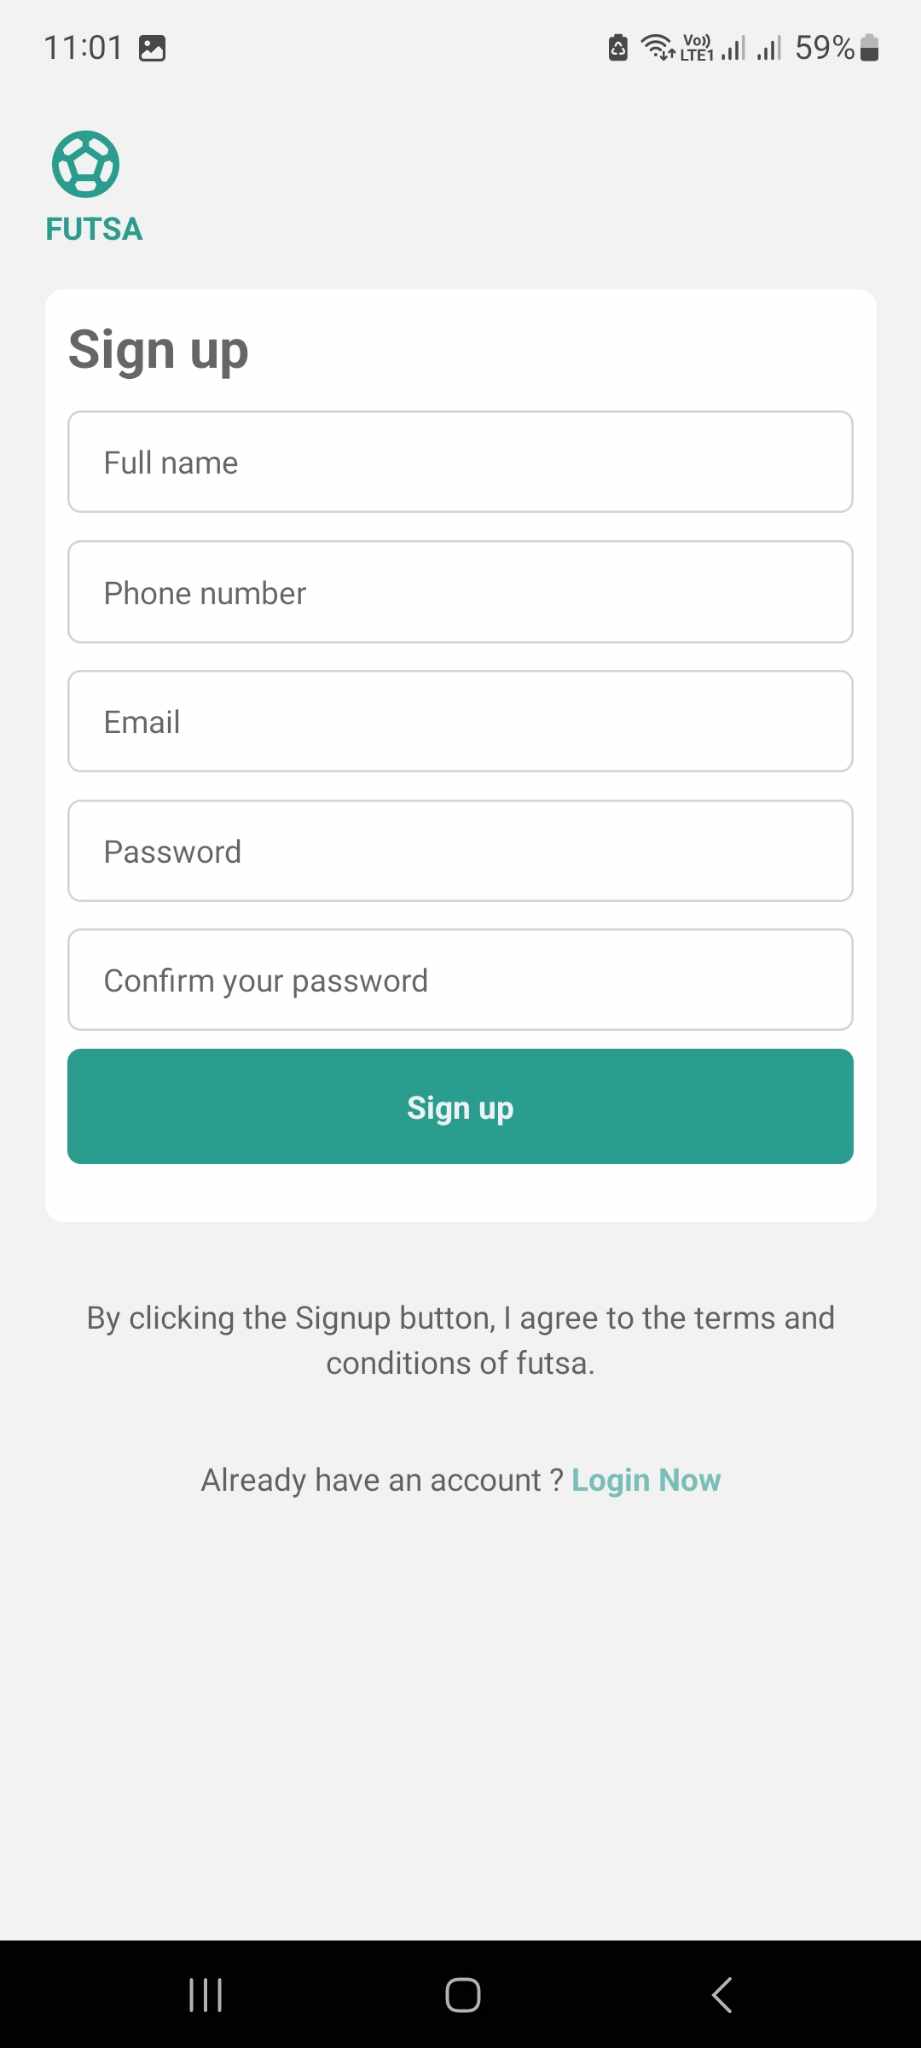 11:01
Vo)) LTE1 59%
FUTSA
Sign up
Full name
Phone number
Email
Password
Confirm your password
Sign up
By clicking the Signup button, I agree to the terms and
conditions of futsa.
Already have an account ? Login Now